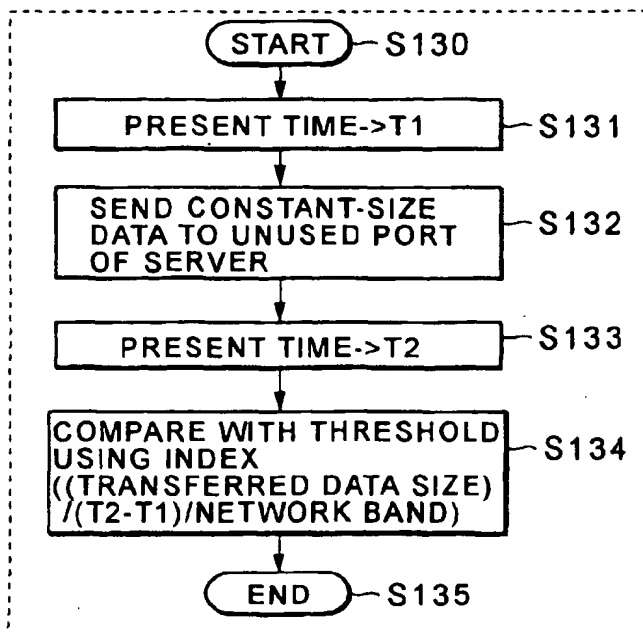 START S130
PRESENT TIME->T1 S131
SEND CONSTANT-SIZE
DATA TO UNUSED PORT
OF SERVER
S132
PRESENT TIME->T2 S133
COMPARE WITH THRESHOLD
USING INDEX
((TRANSFERRED DATA SIZE)
/(T2-T1)/NETWORK BAND)
S134
END S135